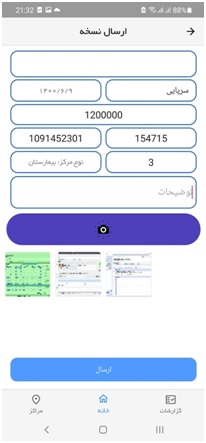 21:32 88%
ارسال نسخه
سرپایی ۱۴۰۰/۶/۹
1200000
154715 1091452301
3 نوع مرکز: بیمارستان
توضیحات
ارسال
گزارشات خانه مراکز